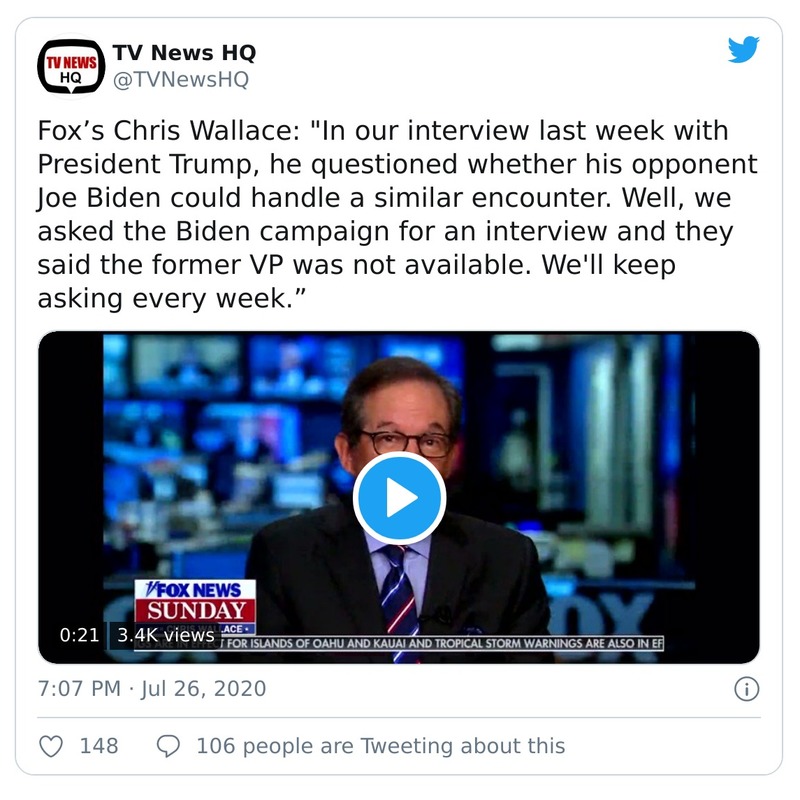 TV NEWS
HQ
TV News HQ
@TVNewsHQ
Fox’s Chris Wallace: "In our interview last week with
President Trump, he questioned whether his opponent
Joe Biden could handle a similar encounter. Well, we
asked the Biden campaign for an interview and they
said the former VP was not available. We'll keep
asking every week.”
FOX NEWS
SUNDAY
0:21 3.4K views
FOR ISLANDS OF OAHU AND KAUAI AND TROPICAL STORM WARNINGS ARE ALSO IN EF
7:07 PM · Jul 26, 2020
148 106 people are Tweeting about this